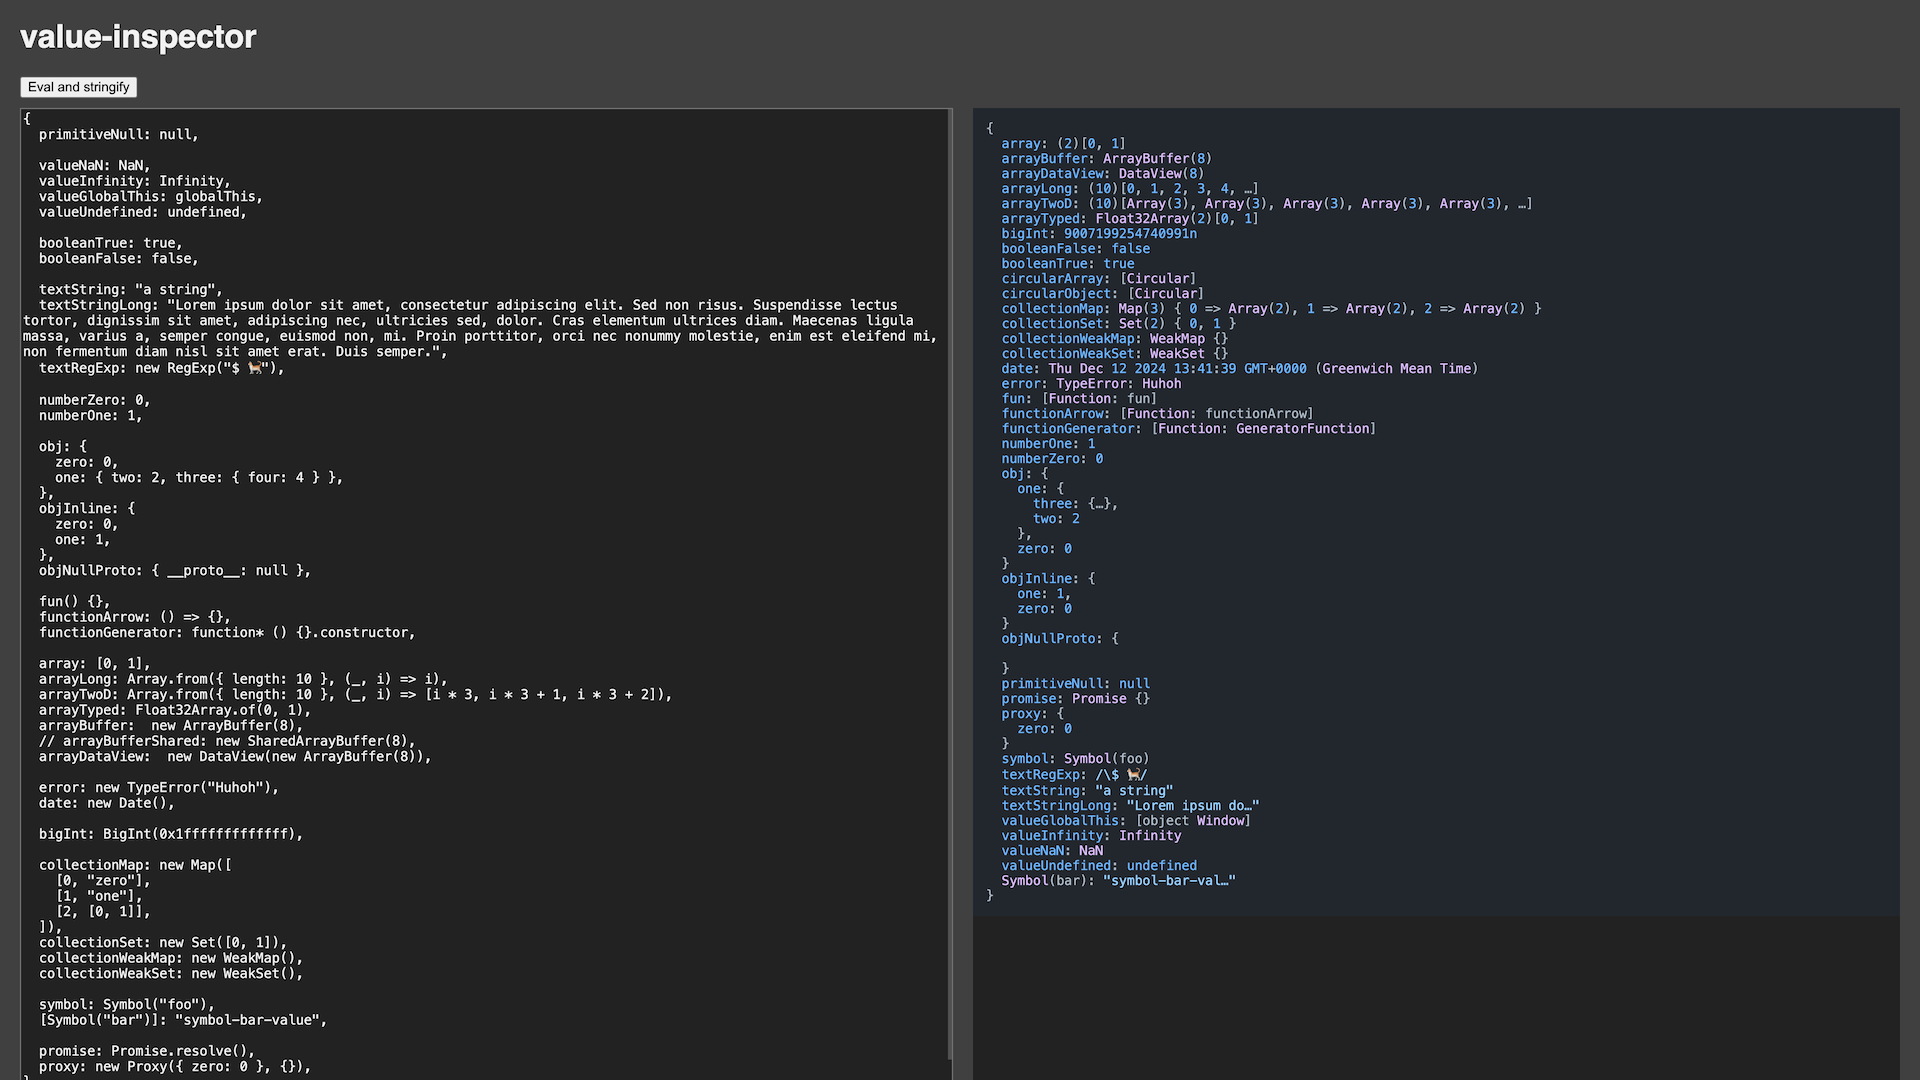 value-inspector
Eval and stringify
{
  primitiveNull: null,

  valueNaN: NaN,
  valueInfinity: Infinity,
  valueGlobalThis: globalThis,
  valueUndefined: undefined,

  booleanTrue: true,
  booleanFalse: false,

  textString: "a string",
  textStringLong: "Lorem ipsum dolor sit amet, consectetur adipiscing elit. Sed non risus. Suspendisse lectus
tortor, dignissim sit amet, adipiscing nec, ultricies sed, dolor. Cras elementum ultrices diam. Maecenas ligula
massa, varius a, semper congue, euismod non, mi. Proin porttitor, orci nec nonummy molestie, enim est eleifend mi,
non fermentum diam nisl sit amet erat. Duis semper.",
  textRegExp: new RegExp("$ 🐕"),

  numberZero: 0,
  numberOne: 1,

  obj: {
    zero: 0,
    one: { two: 2, three: { four: 4 } },
  },
  objInline: {
    zero: 0,
    one: 1,
  },
  objNullProto: { __proto__: null },

  fun() {},
  functionArrow: () => {},
  functionGenerator: function* () {}.constructor,

  array: [0, 1],
  arrayLong: Array.from({ length: 10 }, (_, i) => i),
  arrayTwoD: Array.from({ length: 10 }, (_, i) => [i * 3, i * 3 + 1, i * 3 + 2]),
  arrayTyped: Float32Array.of(0, 1),
  arrayBuffer:  new ArrayBuffer(8),
  // arrayBufferShared: new SharedArrayBuffer(8),
  arrayDataView:  new DataView(new ArrayBuffer(8)),

  error: new TypeError("Huhoh"),
  date: new Date(),

  bigInt: BigInt(0x1fffffffffffff),

  collectionMap: new Map([
    [0, "zero"],
    [1, "one"],
    [2, [0, 1]],
  ]),
  collectionSet: new Set([0, 1]),
  collectionWeakMap: new WeakMap(),
  collectionWeakSet: new WeakSet(),

  symbol: Symbol("foo"),
  [Symbol("bar")]: "symbol-bar-value",

  promise: Promise.resolve(),
  proxy: new Proxy({ zero: 0 }, {}),
{
  array: (2)[0, 1]
  arrayBuffer: ArrayBuffer(8)
  arrayDataView: DataView(8)
  arrayLong: (10)[0, 1, 2, 3, 4, …]
  arrayTwoD: (10)[Array(3), Array(3), Array(3), Array(3), Array(3), …]
  arrayTyped: Float32Array(2)[0, 1]
  bigInt: 9007199254740991n
  booleanFalse: false
  booleanTrue: true
  circularArray: [Circular]
  circularObject: [Circular]
  collectionMap: Map(3) { 0 => Array(2), 1 => Array(2), 2 => Array(2) }
  collectionSet: Set(2) { 0, 1 }
  collectionWeakMap: WeakMap {}
  collectionWeakSet: WeakSet {}
  date: Thu Dec 12 2024 13:41:39 GMT+0000 (Greenwich Mean Time)
  error: TypeError: Huhoh
  fun: [Function: fun]
  functionArrow: [Function: functionArrow]
  functionGenerator: [Function: GeneratorFunction]
  numberOne: 1
  numberZero: 0
  obj: {
    one: {
      three: {…},
      two: 2
    },
    zero: 0
  }
  objInline: {
    one: 1,
    zero: 0
  }
  objNullProto: {

  }
  primitiveNull: null
  promise: Promise {}
  proxy: {
    zero: 0
  }
  symbol: Symbol(foo)
  textRegExp: /\$ 🐕/
  textString: "a string"
  textStringLong: "Lorem ipsum do…"
  valueGlobalThis: [object Window]
  valueInfinity: Infinity
  valueNaN: NaN
  valueUndefined: undefined
  Symbol(bar): "symbol-bar-val…"
}